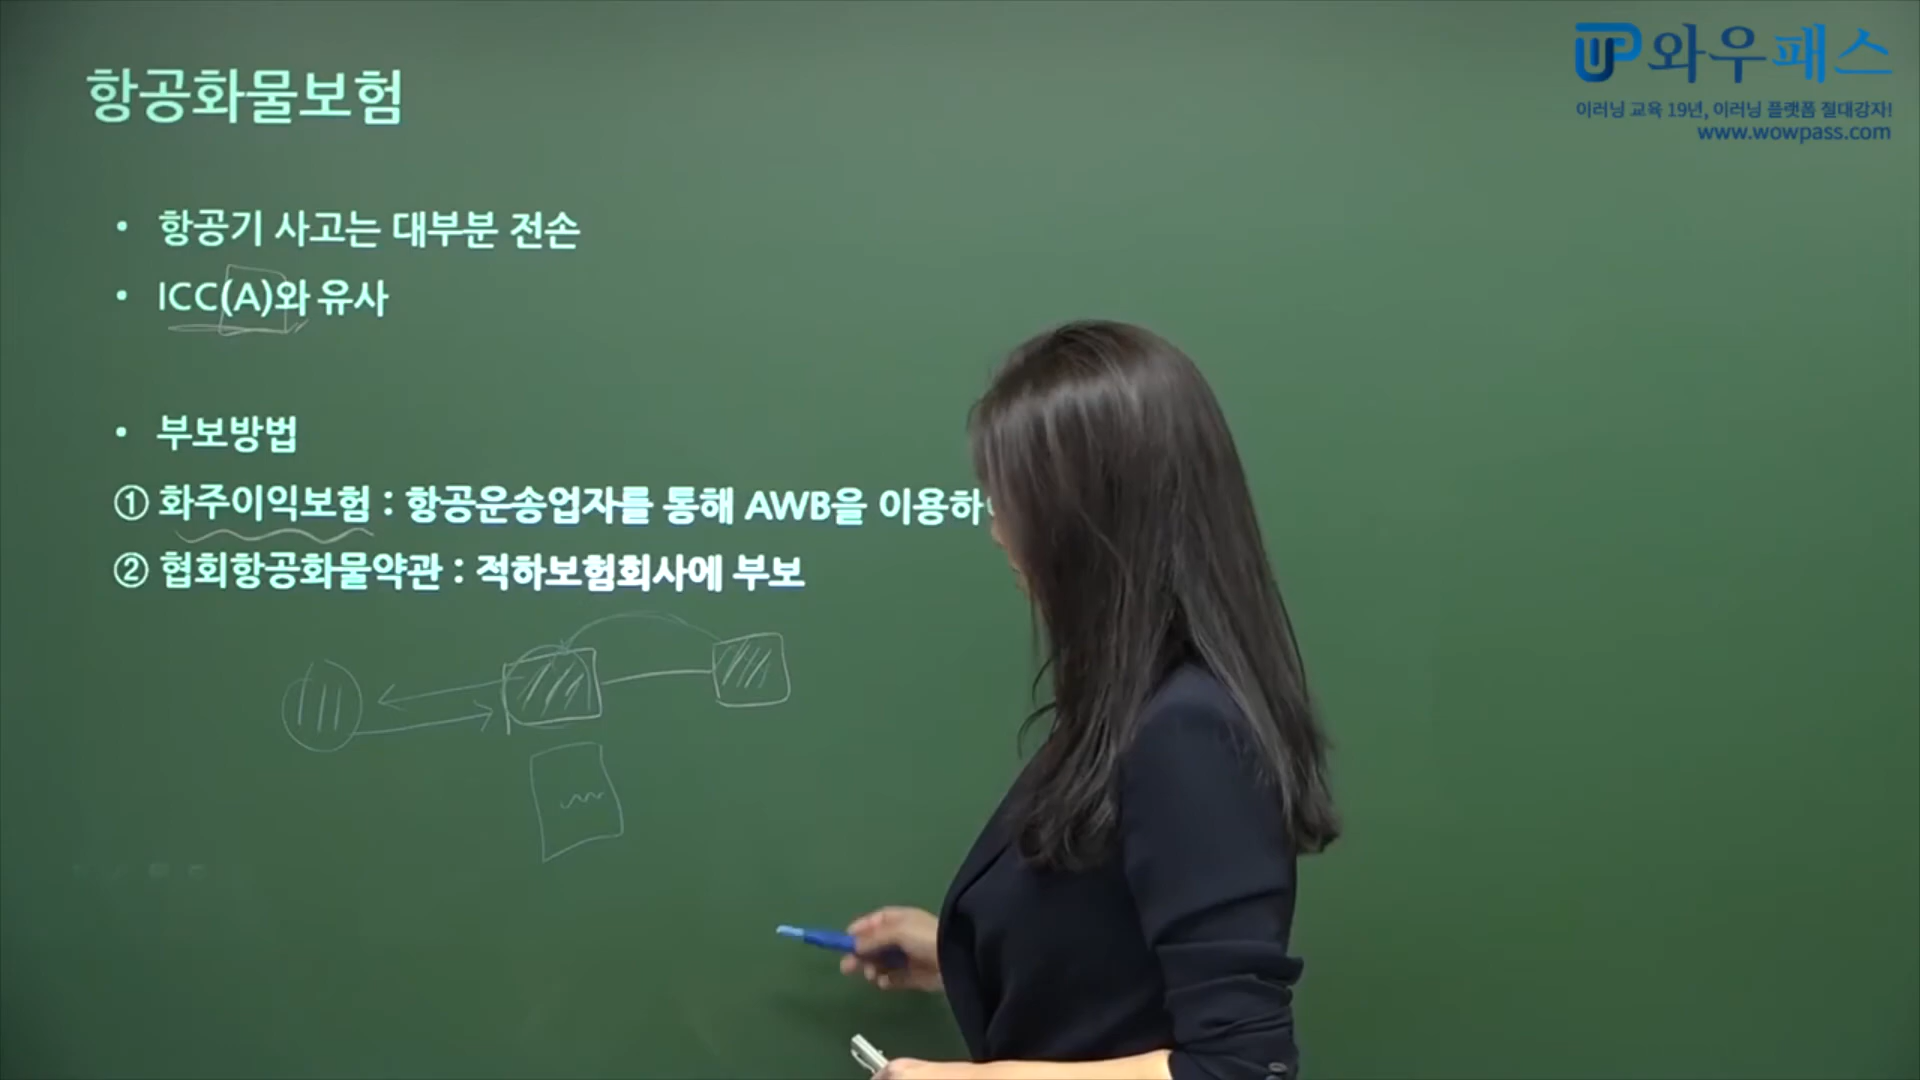 항공화물보험
와우패스
이러닝 교육 19년, 이러닝 플랫폼 절대강자!
www.wowpass.com
• 항공기 사고는 대부분 전손
• ICC(A)와 유사
• 부보방법
① 화주이익보험 : 항공운송업자를 통해 AWB을 이용하
② 협회항공화물약관 : 적하보험회사에 부보